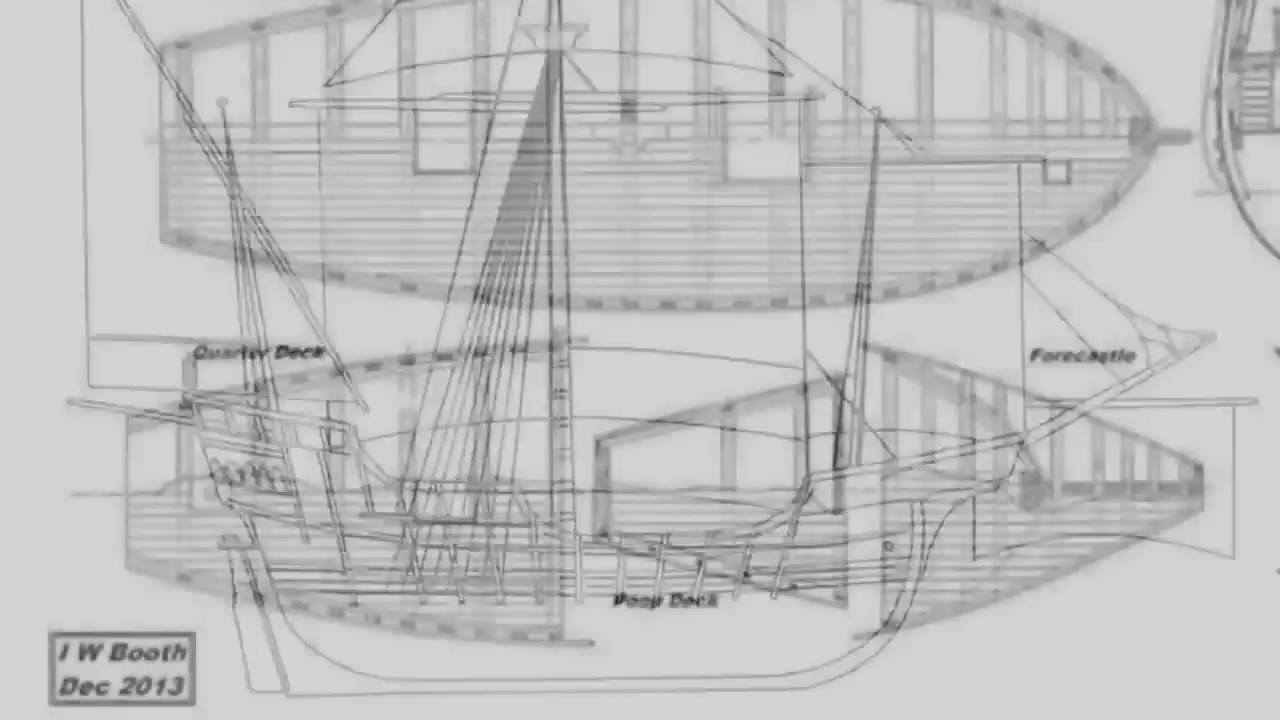 Quarter Deck
Forecastle
Poop Deck
I W Booth
Dec 2013